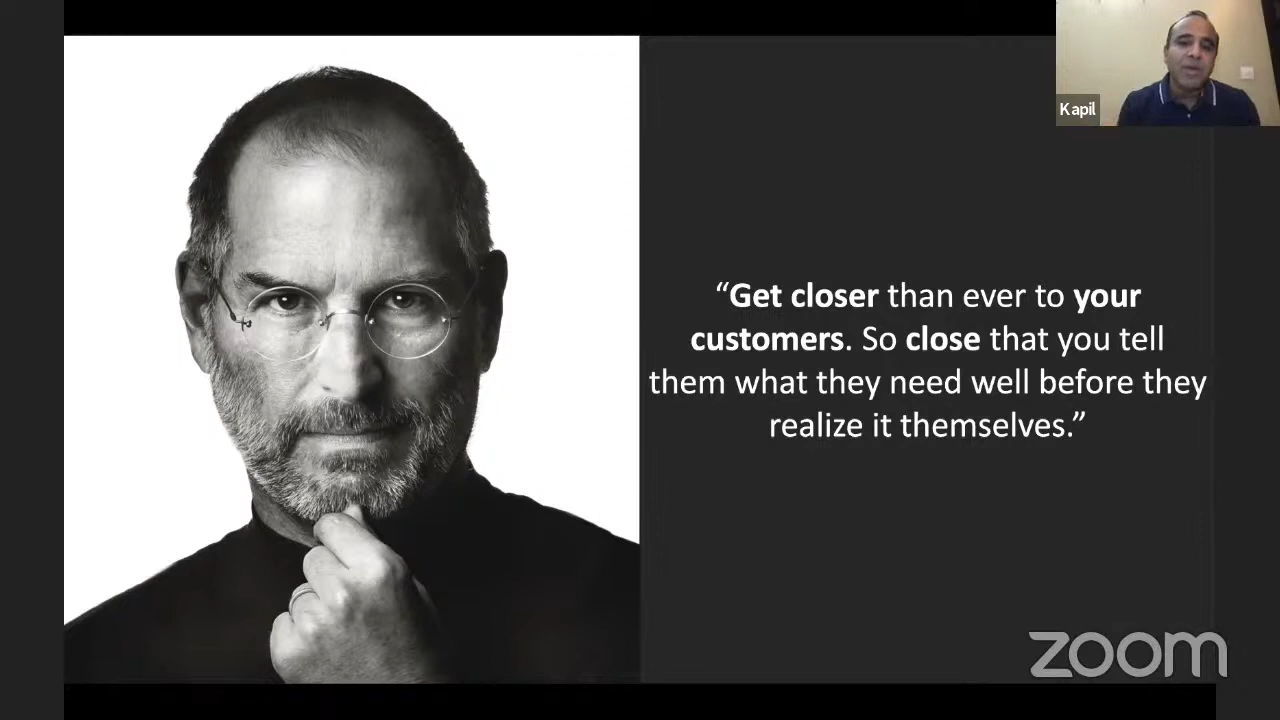 Kapil
“Get closer than ever to your
customers. So close that you tell
them what they need well before they
realize it themselves.”
zoom